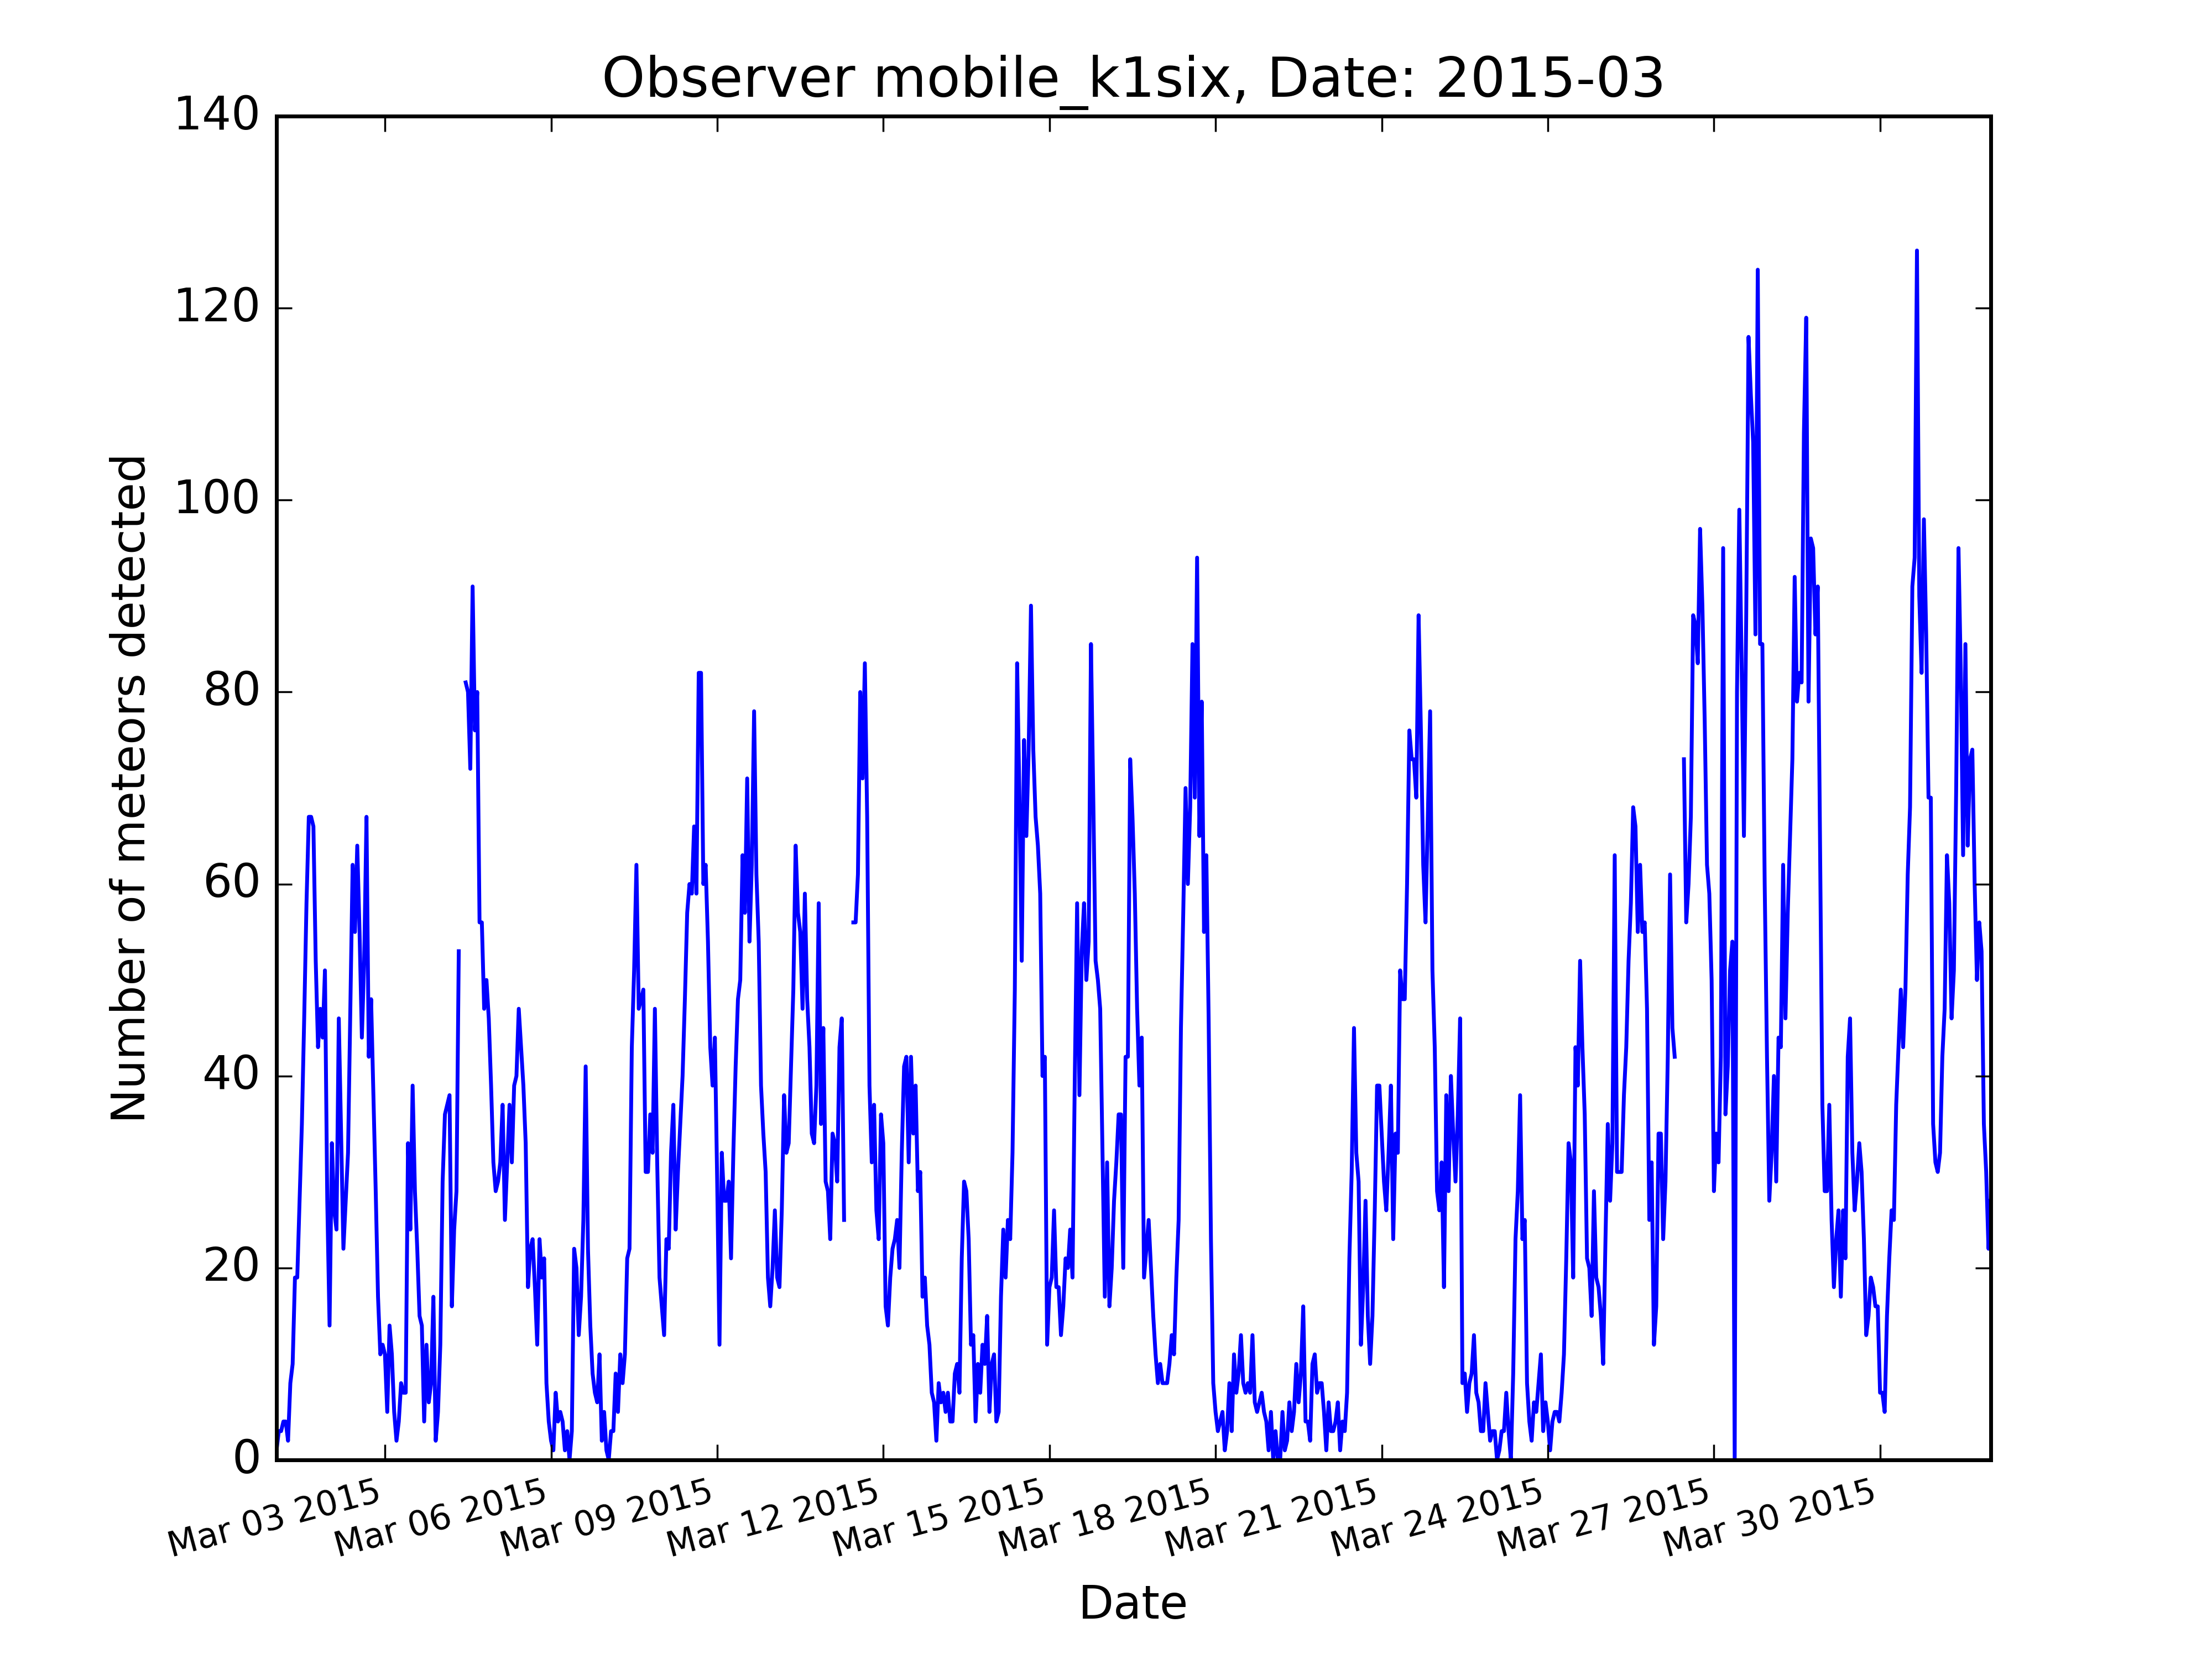 Observer mobile_k1six, Date: 2015-03
Number of meteors detected
140
120
100
80
60
40
20
0
Mar 03 2015
Mar 06 2015
Mar 09 2015
Mar 12 2015
Mar 15 2015
Mar 18 2015
Mar 21 2015
Mar 24 2015
Mar 27 2015
Mar 30 2015
Date